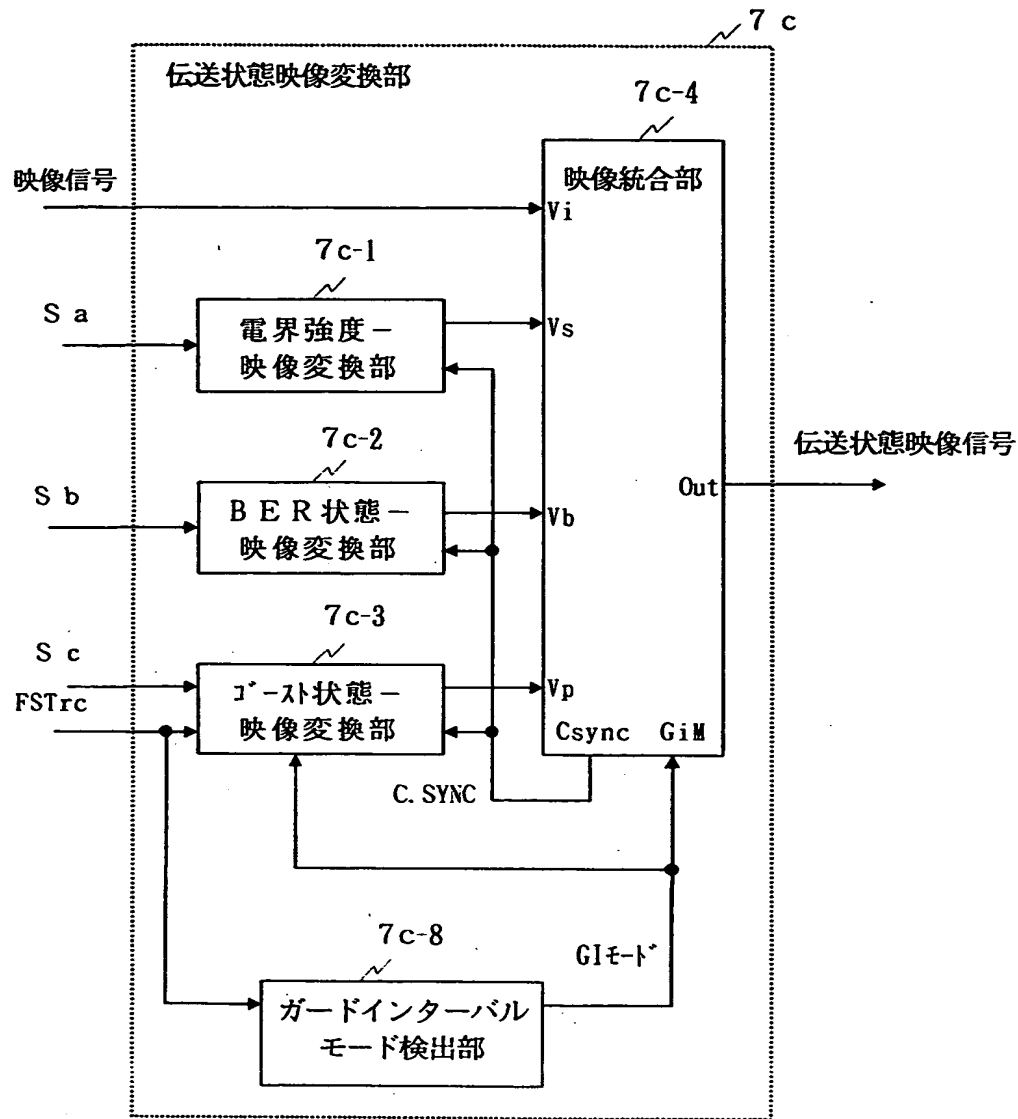 7c
伝送状態映像変換部
7c-4
映像信号
映像統合部
Vi
7c-1
Sa
電界強度－
映像変換部
Vs
7c-2
伝送状態映像信号
Sb
BER状態－
映像変換部
Vb
Out
7c-3
Sc
FSTrc
ｺﾞｰｽﾄ状態－
映像変換部
Vp
Csync GiM
C.SYNC
7c-8
GIﾓｰﾄﾞ
ガードインターバル
モード検出部